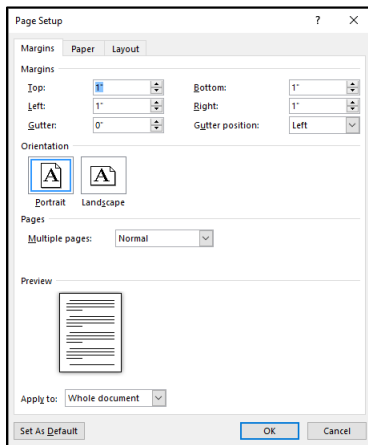 Page Setup ? ×
Margins Paper Layout
Margins
Top: 1" Bottom: 1"
Left: 1" Right: 1"
Gutter: 0" Gutter position: Left
Orientation
A A
Portrait Landscape
Pages
Multiple pages: Normal
Preview
Apply to: Whole document
Set As Default OK Cancel